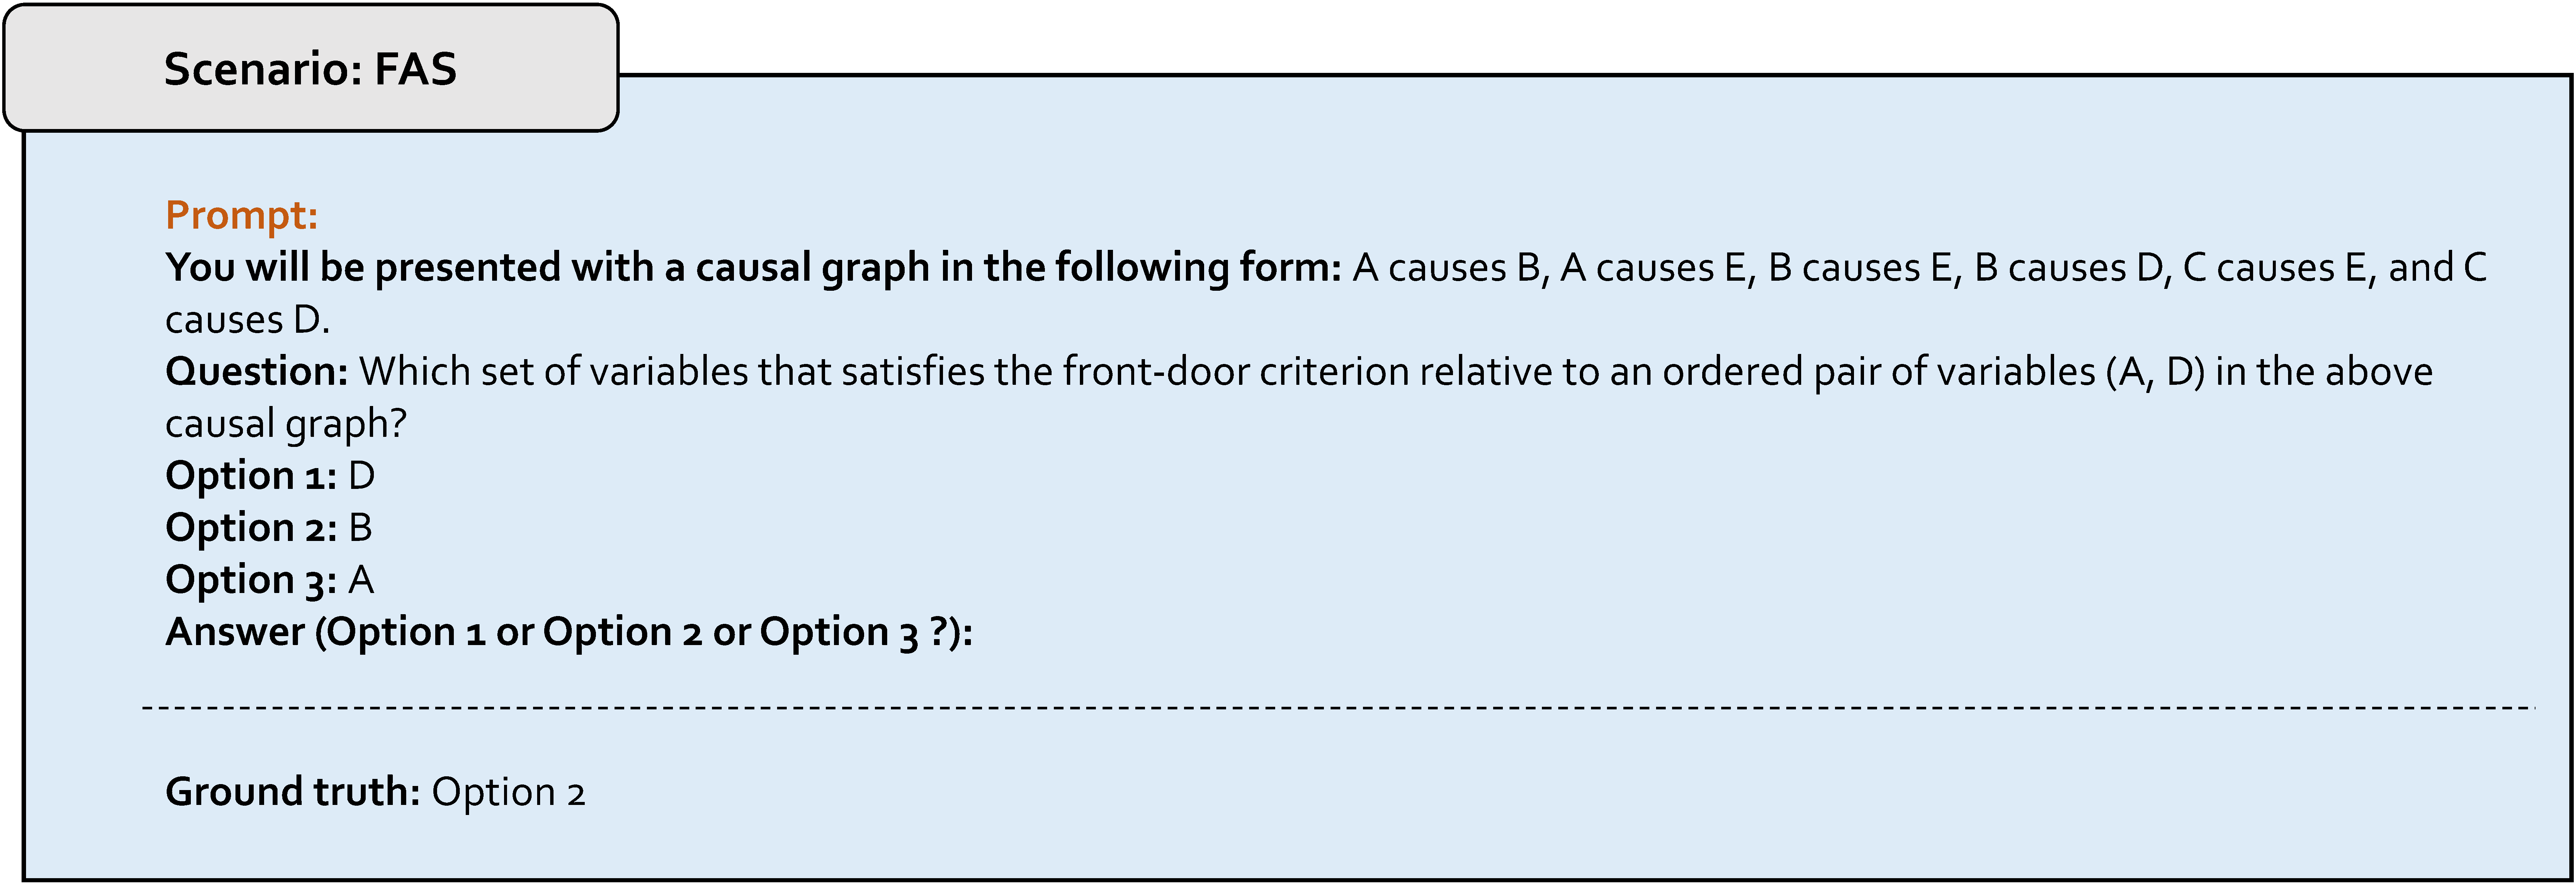 Scenario: FAS
Prompt:
You will be presented with a causal graph in the following form: A causes B, A causes E, B causes E, B causes D, C causes E, and C
causes D.
Question: Which set of variables that satisfies the front-door criterion relative to an ordered pair of variables (A, D) in the above
causal graph?
Option 1: D
Option 2: B
Option 3: A
Answer (Option 1 or Option 2 or Option 3 ?):
Ground truth: Option 2